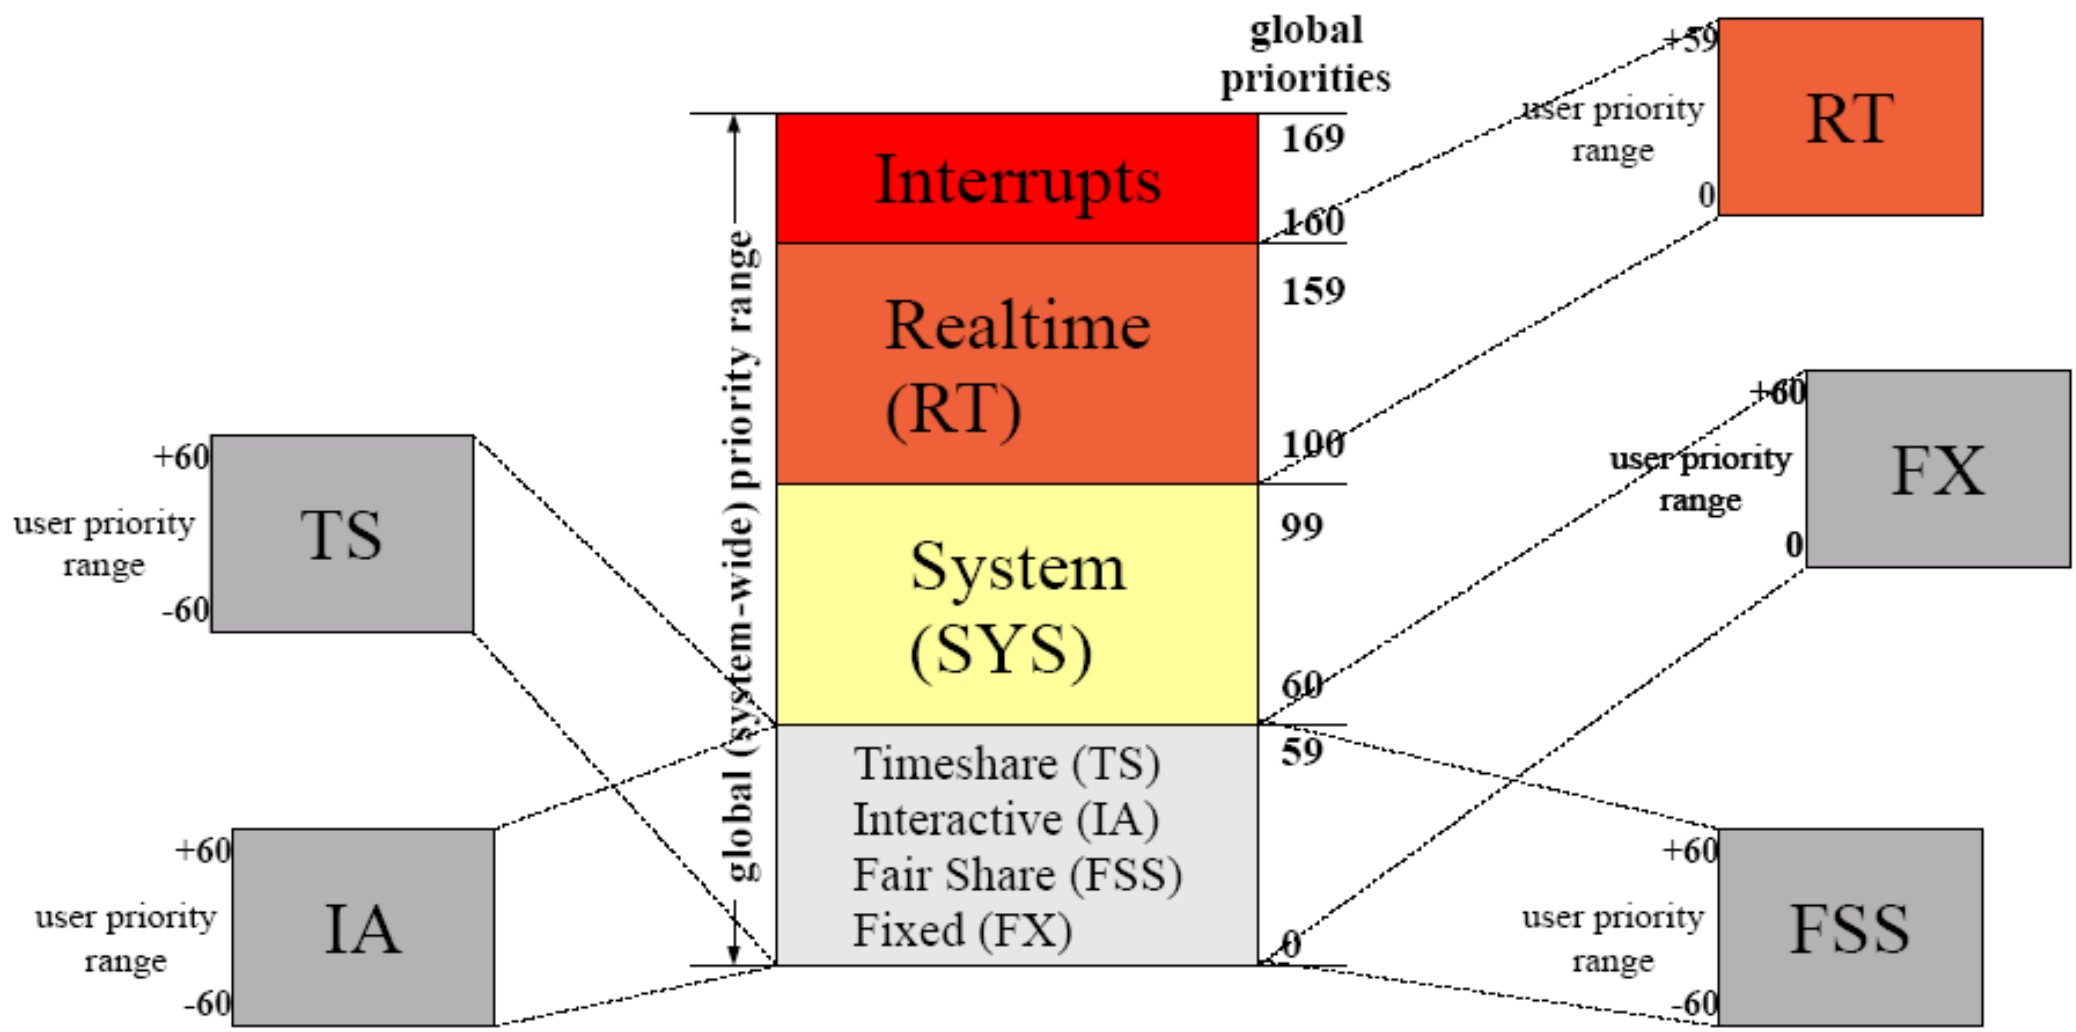 global
priorities
169
Interrupts
160
159
Realtime
(RT)
100
99
System
(SYS)
60
59
Timeshare (TS)
Interactive (IA)
Fair Share (FSS)
Fixed (FX)
0
global (system-wide) priority range
+60
user priority
range
-60
TS
+60
user priority
range
-60
IA
+59
user priority
range
0
RT
+60
user priority
range
0
FX
+60
user priority
range
-60
FSS